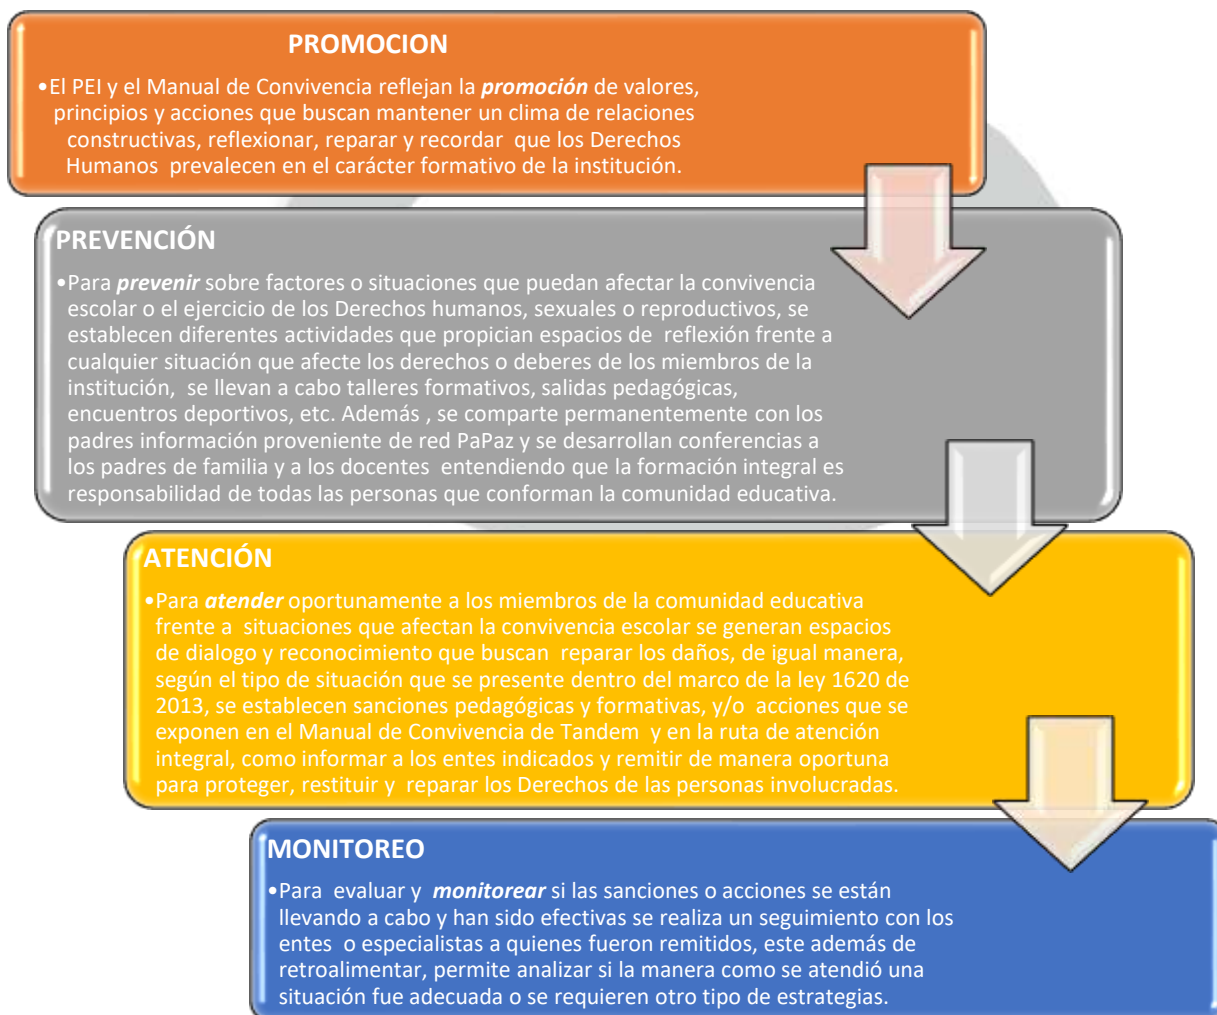 PROMOCION
•El PEI y el Manual de Convivencia reflejan la promoción de valores,
principios y acciones que buscan mantener un clima de relaciones
constructivas, reflexionar, reparar y recordar que los Derechos
Humanos prevalecen en el carácter formativo de la institución.
PREVENCIÓN
•Para prevenir sobre factores o situaciones que puedan afectar la convivencia
escolar o el ejercicio de los Derechos humanos, sexuales o reproductivos, se
establecen diferentes actividades que propician espacios de reflexión frente a
cualquier situación que afecte los derechos o deberes de los miembros de la
institución, se llevan a cabo talleres formativos, salidas pedagógicas,
encuentros deportivos, etc. Además , se comparte permanentemente con los
padres información proveniente de red PaPaz y se desarrollan conferencias a
los padres de familia y a los docentes entendiendo que la formación integral es
responsabilidad de todas las personas que conforman la comunidad educativa.
ATENCIÓN
•Para atender oportunamente a los miembros de la comunidad educativa
frente a situaciones que afectan la convivencia escolar se generan espacios
de dialogo y reconocimiento que buscan reparar los daños, de igual manera,
según el tipo de situación que se presente dentro del marco de la ley 1620 de
2013, se establecen sanciones pedagógicas y formativas, y/o acciones que se
exponen en el Manual de Convivencia de Tandem y en la ruta de atención
integral, como informar a los entes indicados y remitir de manera oportuna
para proteger, restituir y reparar los Derechos de las personas involucradas.
MONITOREO
•Para evaluar y monitorear si las sanciones o acciones se están
llevando a cabo y han sido efectivas se realiza un seguimiento con los
entes o especialistas a quienes fueron remitidos, este además de
retroalimentar, permite analizar si la manera como se atendió una
situación fue adecuada o se requieren otro tipo de estrategias.